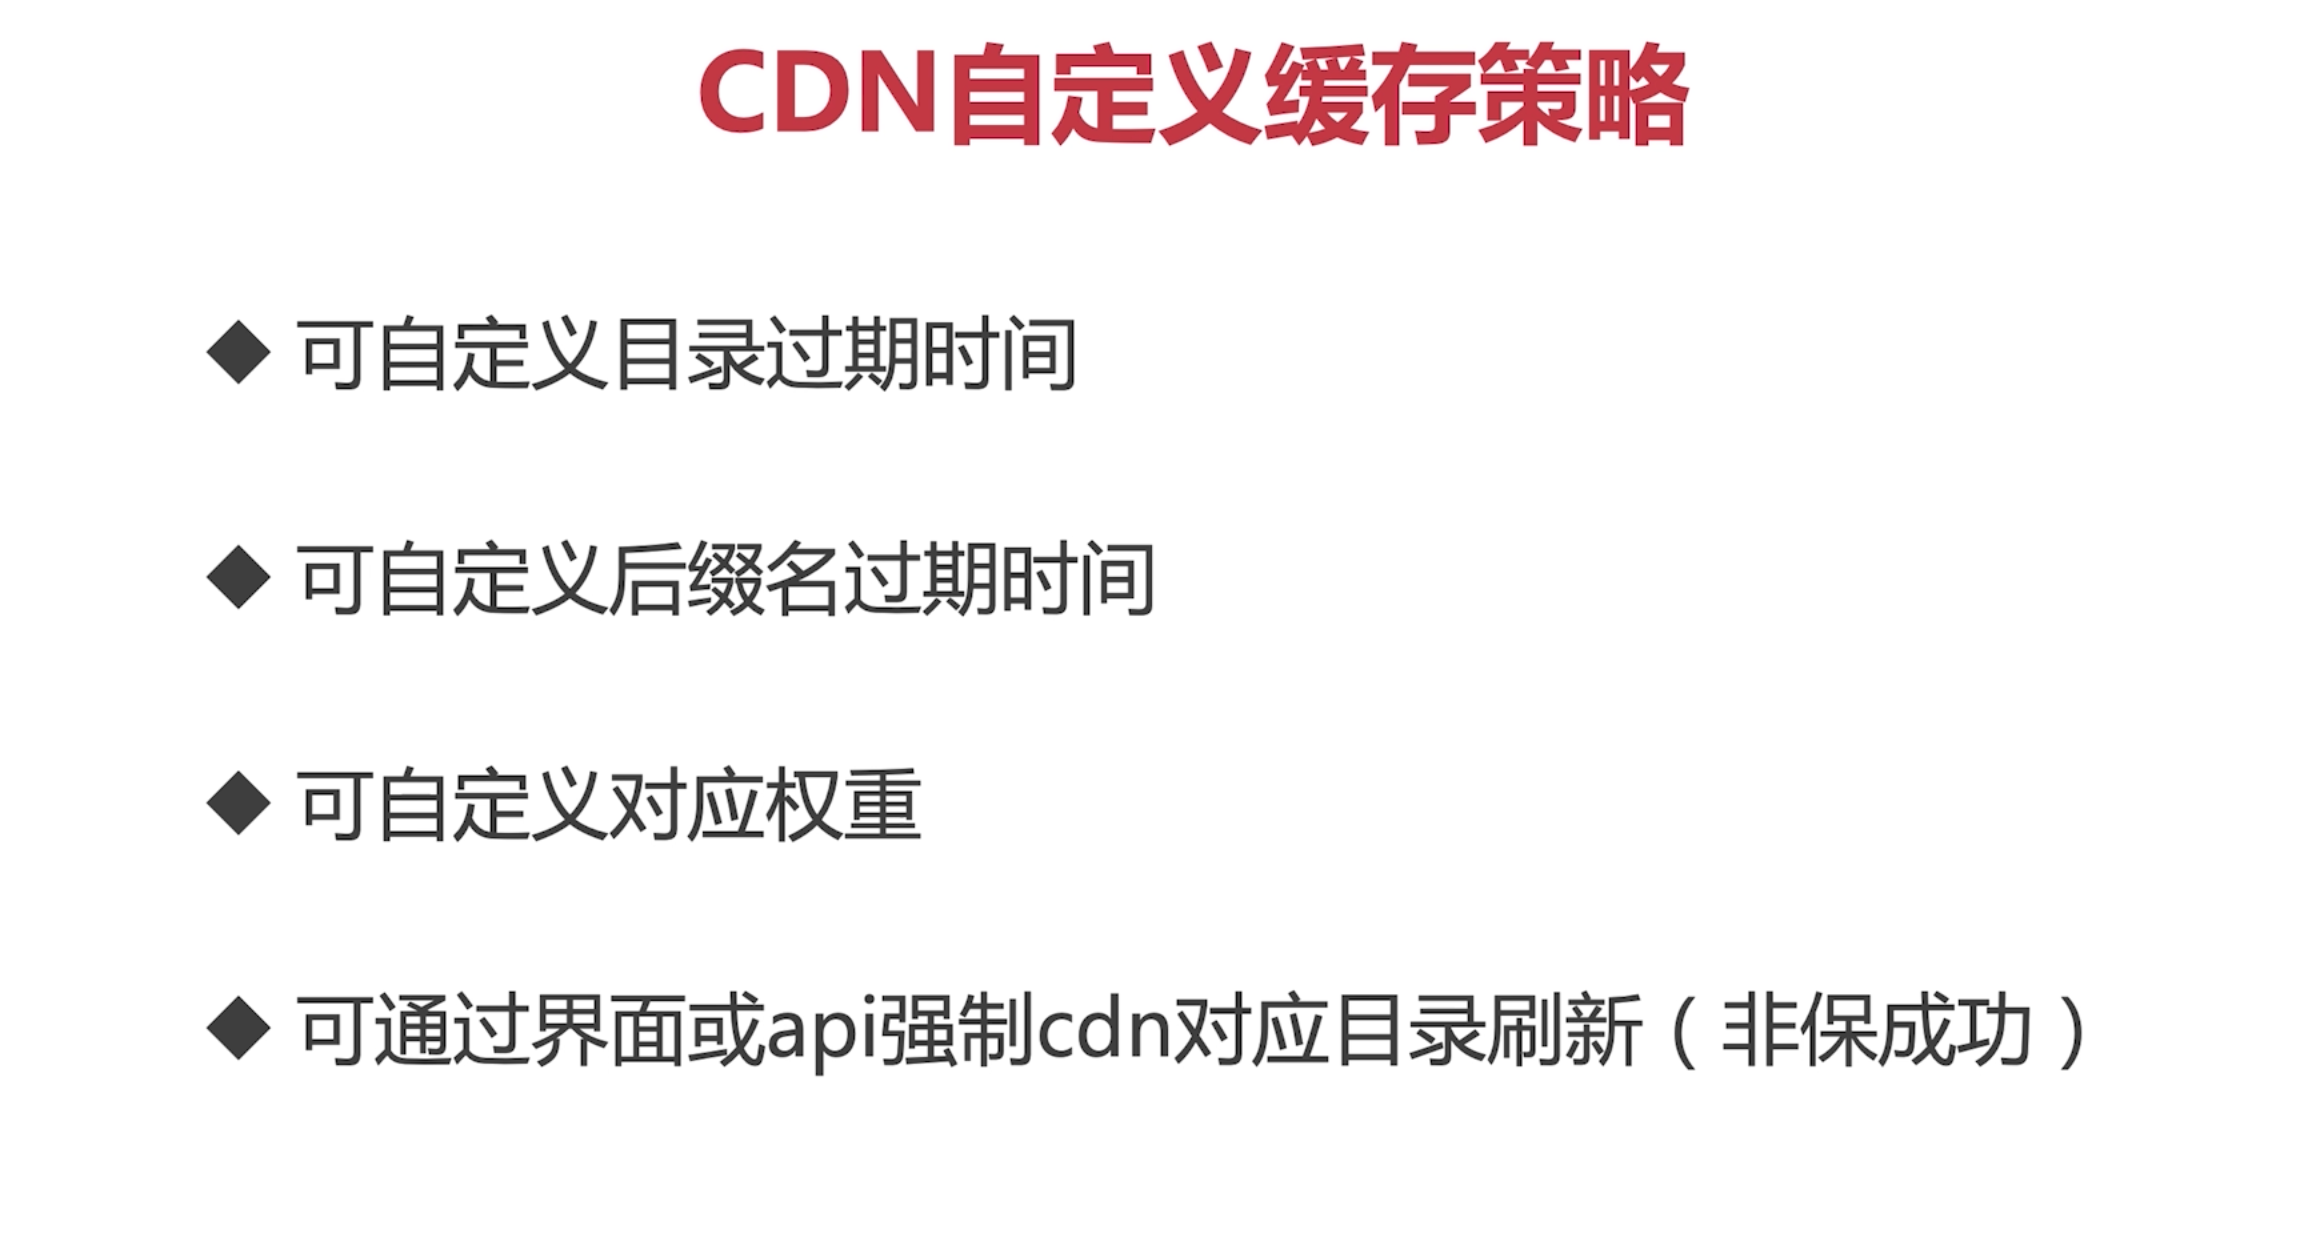 CDN自定义缓存策略
◆ 可自定义目录过期时间
◆ 可自定义后缀名过期时间
◆ 可自定义对应权重
◆ 可通过界面或api强制cdn对应目录刷新（非保成功）